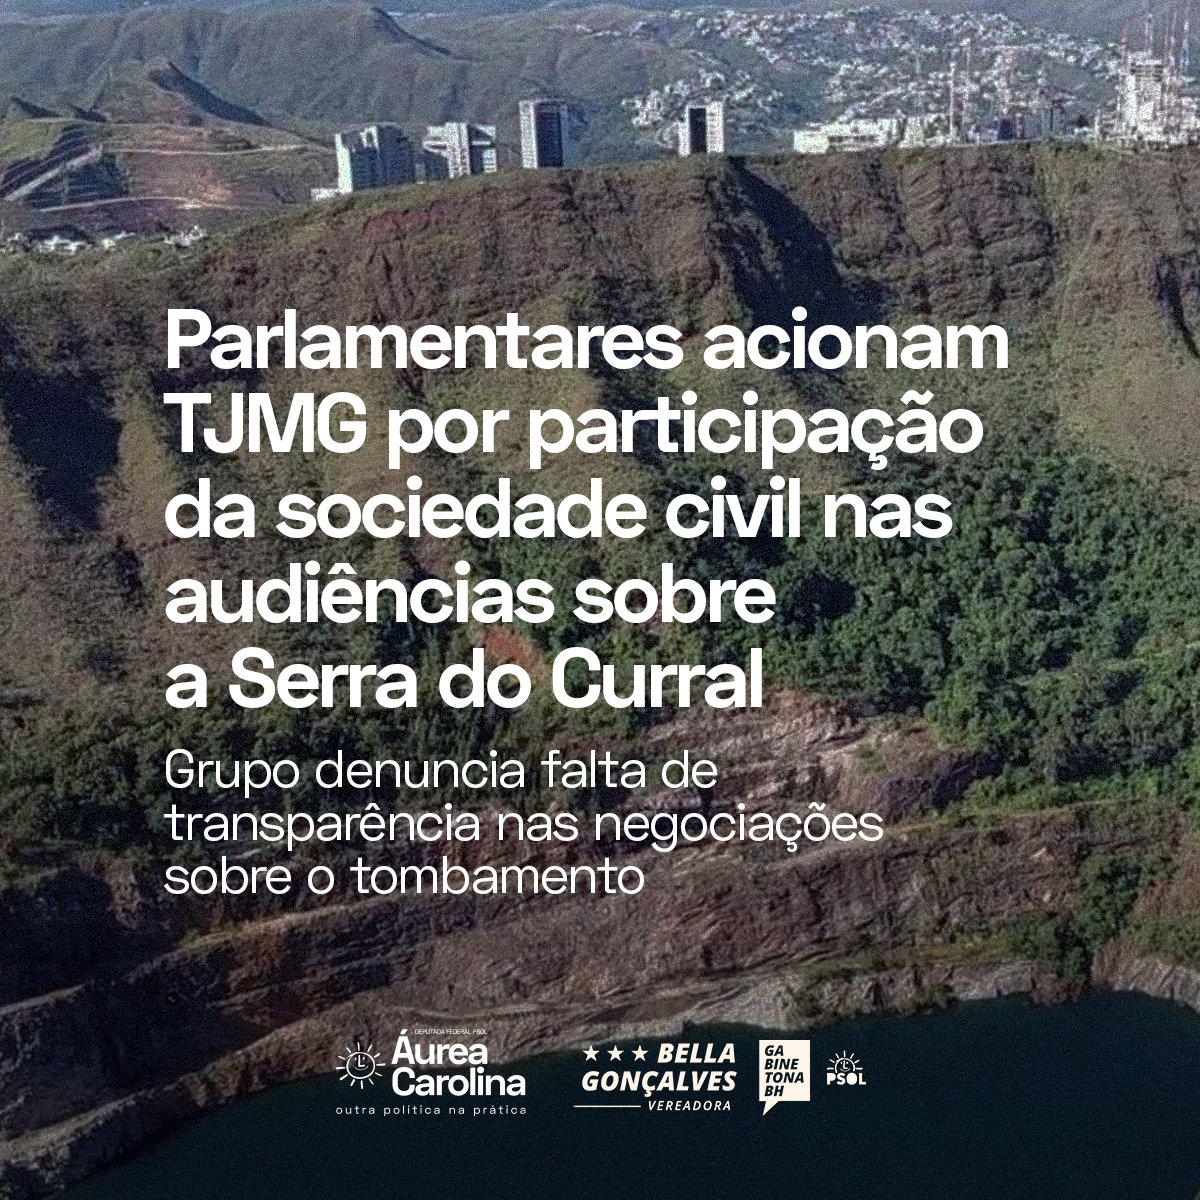 Parlamentares acionam
TJMG por participação
da sociedade civil nas
audiências sobre
a Serra do Curral
Grupo denuncia falta de
transparência nas negociações
sobre o tombamento
DEPUTADA FEDERAL PSOL
Áurea
Carolina
outra política na prática
BELLA
GONÇALVES
VEREADORA
GA
BINE
TONA
BH
PSOL